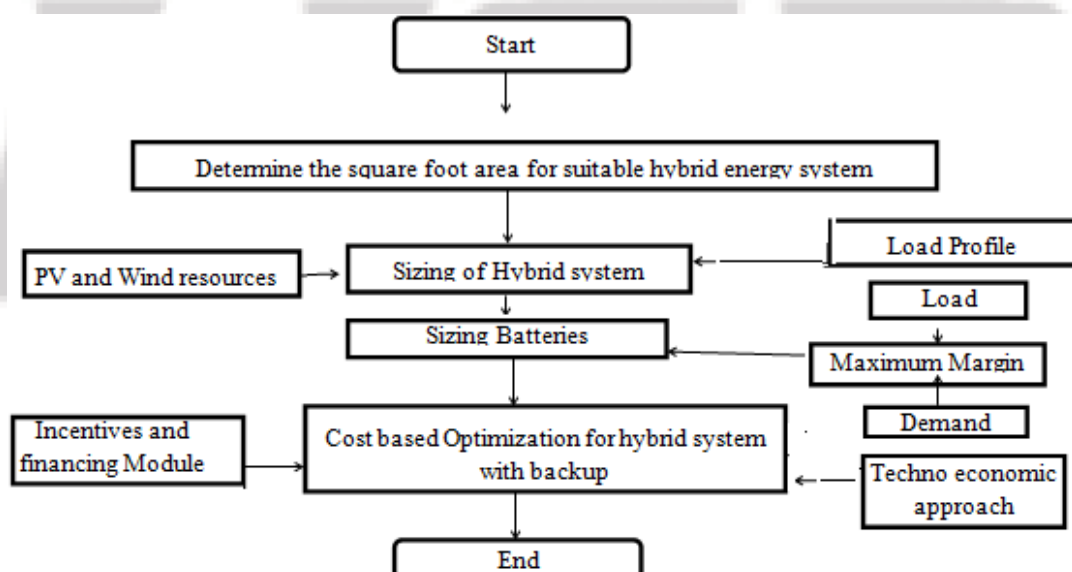 Start
Determine the square foot area for suitable hybrid energy system
Load Profile
PV and Wind resources
Sizing of Hybrid system
Load
Sizing Batteries
Maximum Margin
Demand
Incentives and
financing Module
Cost based Optimization for hybrid system
with backup
Techno economic
approach
End